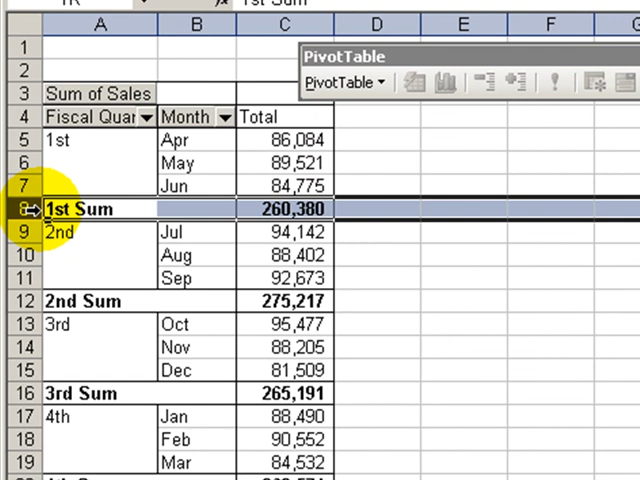 1R fx 1st Sum
A B C D E F G
1
2
PivotTable
PivotTable
3 Sum of Sales
4 Fiscal Quar Month Total
5 1st Apr 86,084
6 May 89,521
7 Jun 84,775
8 1st Sum 260,380
9 2nd Jul 94,142
10 Aug 88,402
11 Sep 92,673
12 2nd Sum 275,217
13 3rd Oct 95,477
14 Nov 88,205
15 Dec 81,509
16 3rd Sum 265,191
17 4th Jan 88,490
18 Feb 90,552
19 Mar 84,532